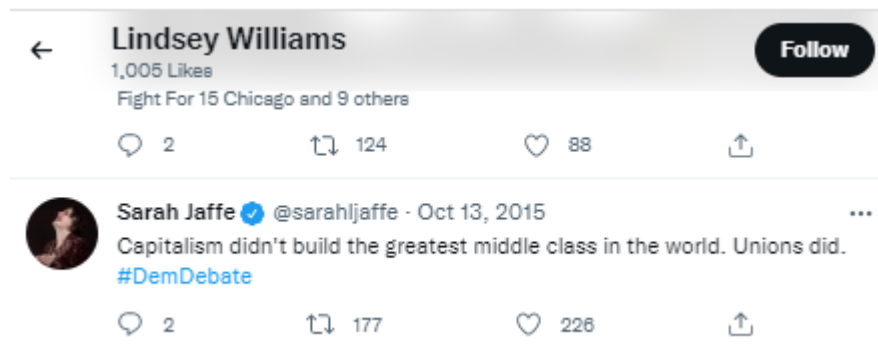 Lindsey Williams
Follow
1,005 Likes
Fight For 15 Chicago and 9 others
2 124 88
Sarah Jaffe @sarahljaffe · Oct 13, 2015
Capitalism didn't build the greatest middle class in the world. Unions did.
#DemDebate
2 177 226